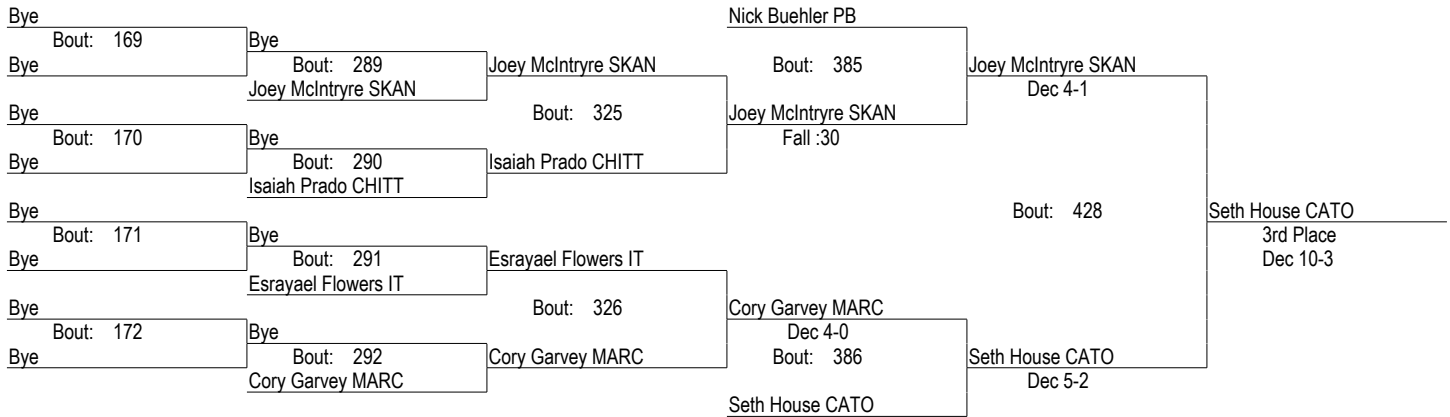 Bye
Nick Buehler PB
Bout: 169
Bye
Bye
Bout: 289
Joey McIntryre SKAN
Bout: 385
Joey McIntryre SKAN
Joey McIntryre SKAN
Dec 4-1
Bye
Bout: 325
Joey McIntryre SKAN
Bout: 170
Bye
Fall :30
Bye
Bout: 290
Isaiah Prado CHITT
Isaiah Prado CHITT
Bye
Bout: 428
Seth House CATO
Bout: 171
Bye
3rd Place
Bye
Bout: 291
Esrayael Flowers IT
Dec 10-3
Esrayael Flowers IT
Bye
Bout: 326
Cory Garvey MARC
Bout: 172
Bye
Dec 4-0
Bye
Bout: 292
Cory Garvey MARC
Bout: 386
Seth House CATO
Cory Garvey MARC
Dec 5-2
Seth House CATO